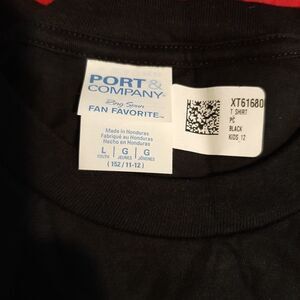 PORT &
COMPANY
Ring Spun
FAN FAVORITE™
Made in Honduras
Fabriqué au Honduras
Hecho en Honduras
L G G
YOUTH JEUNES JÓVENES
(152 / 11-12)
XT61680
T SHIRT
PC
BLACK
KIDS 12